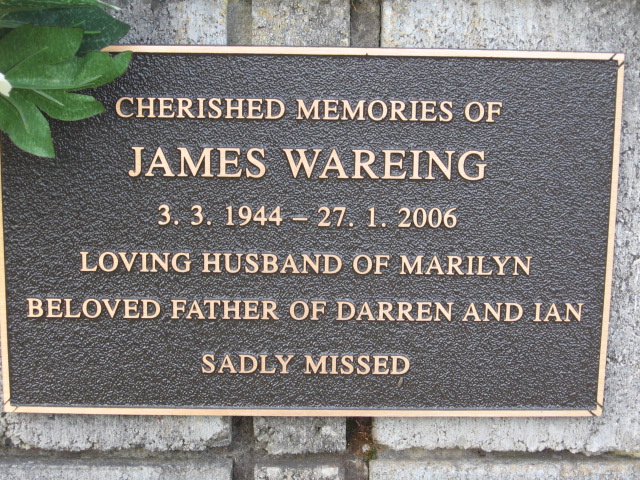 CHERISHED MEMORIES OF
JAMES WAREING
3. 3. 1944 – 27. 1. 2006
LOVING HUSBAND OF MARILYN
BELOVED FATHER OF DARREN AND IAN
SADLY MISSED